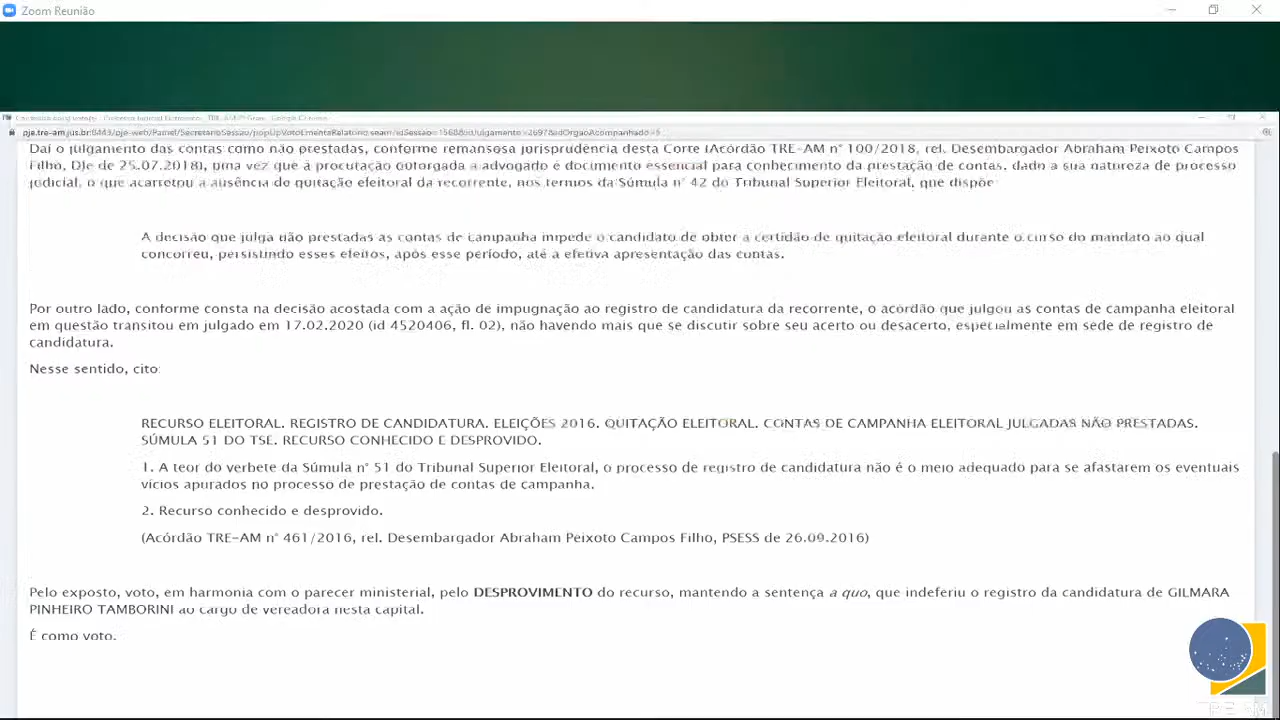 Zoom Reunião
pje.tre-am.jus.br
Daí o julgamento das contas como não prestadas, conforme remansosa jurisprudência desta Corte (Acórdão TRE-AM n° 100/2018, rel. Desembargador Abraham Peixoto Campos
Filho, DJe de 25.07.2018), uma vez que a procuração outorgada a advogado é documento essencial para conhecimento da prestação de contas, dado a sua natureza de processo
judicial, o que acarretou a ausência de quitação eleitoral da recorrente, nos termos da Súmula n° 42 do Tribunal Superior Eleitoral, que dispõe
A decisão que julga não prestadas as contas de campanha impede o candidato de obter a certidão de quitação eleitoral durante o curso do mandato ao qual
concorreu, persistindo esses efeitos, após esse período, até a efetiva apresentação das contas.
Por outro lado, conforme consta na decisão acostada com a ação de impugnação ao registro de candidatura da recorrente, o acórdão que julgou as contas de campanha eleitoral
em questão transitou em julgado em 17.02.2020 (id 4520406, fl. 02), não havendo mais que se discutir sobre seu acerto ou desacerto, especialmente em sede de registro de
candidatura.
Nesse sentido, cito:
RECURSO ELEITORAL. REGISTRO DE CANDIDATURA. ELEIÇÕES 2016. QUITAÇÃO ELEITORAL. CONTAS DE CAMPANHA ELEITORAL JULGADAS NÃO PRESTADAS.
SÚMULA 51 DO TSE. RECURSO CONHECIDO E DESPROVIDO.
1. A teor do verbete da Súmula n° 51 do Tribunal Superior Eleitoral, o processo de registro de candidatura não é o meio adequado para se afastarem os eventuais
vícios apurados no processo de prestação de contas de campanha.
2. Recurso conhecido e desprovido.
(Acórdão TRE-AM n° 461/2016, rel. Desembargador Abraham Peixoto Campos Filho, PSESS de 26.09.2016)
Pelo exposto, voto, em harmonia com o parecer ministerial, pelo DESPROVIMENTO do recurso, mantendo a sentença a quo, que indeferiu o registro da candidatura de GILMARA
PINHEIRO TAMBORINI ao cargo de vereadora nesta capital.
É como voto.
TRE-AM